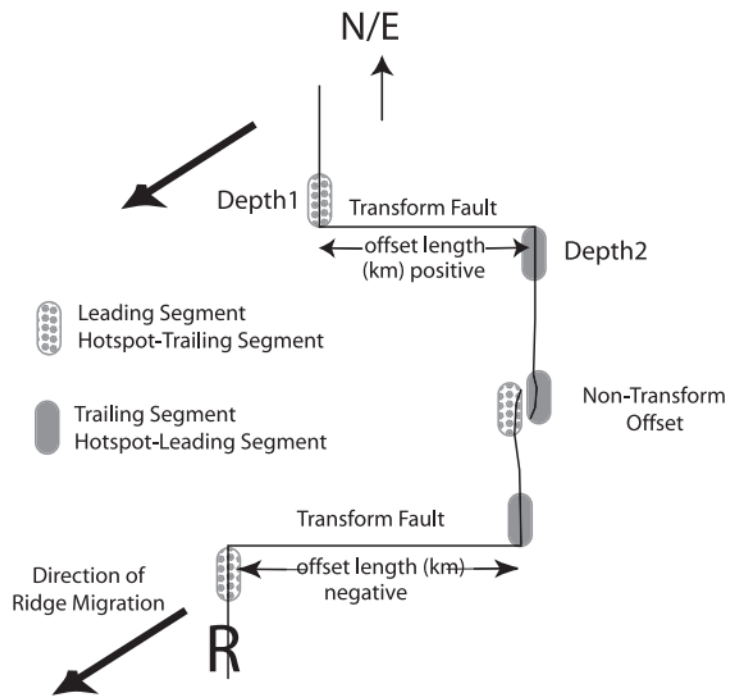 N/E
Depth1
Transform Fault
offset length
(km) positive
Depth2
Leading Segment
Hotspot-Trailing Segment
Trailing Segment
Hotspot-Leading Segment
Non-Transform
Offset
Transform Fault
offset length (km)
negative
Direction of
Ridge Migration
R